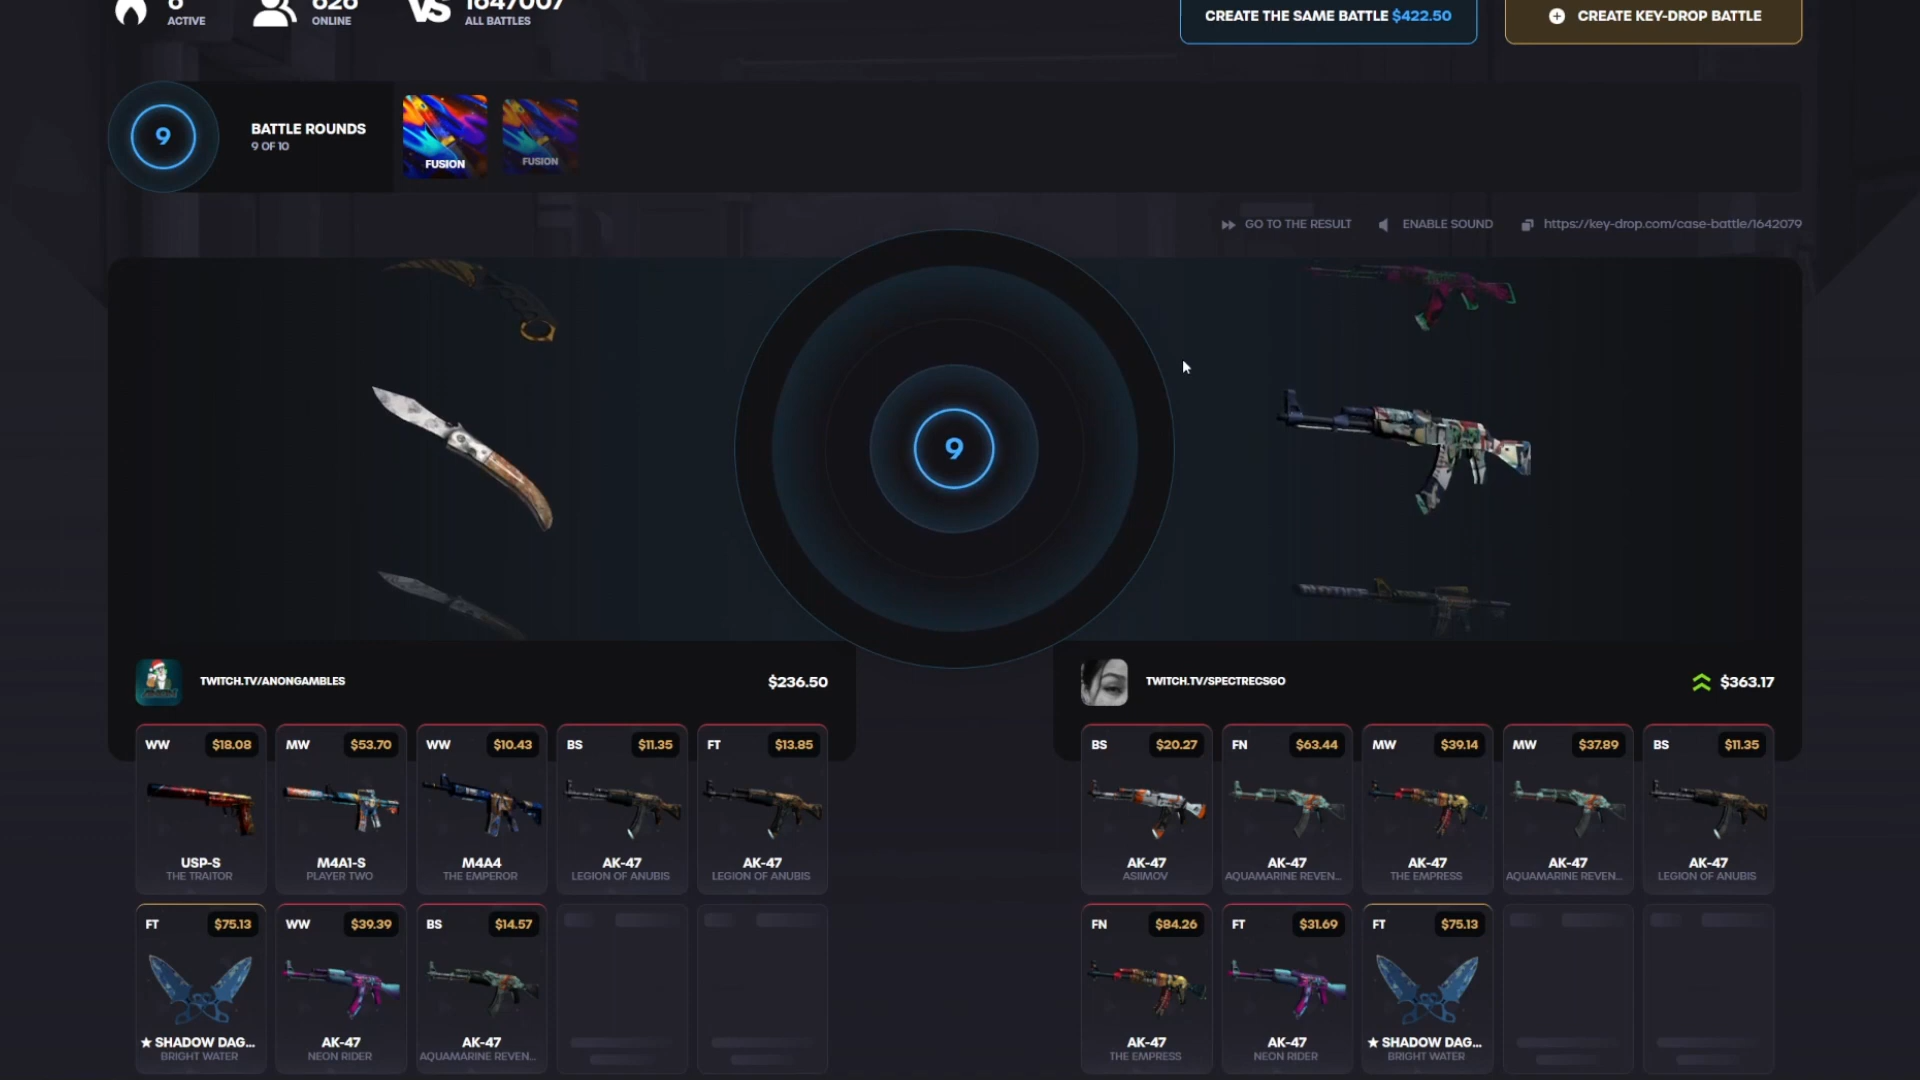 6 626 1647007
ACTIVE ONLINE ALL BATTLES
VS
CREATE THE SAME BATTLE $422.50
CREATE KEY-DROP BATTLE
9
BATTLE ROUNDS
9 OF 10
FUSION FUSION
GO TO THE RESULT ENABLE SOUND https://key-drop.com/case-battle/1642079
9
TWITCH.TV/ANONGAMBLES $236.50
WW $18.08 MW $53.70 WW $10.43 BS $11.35 FT $13.85
USP-S M4A1-S M4A4 AK-47 AK-47
THE TRAITOR PLAYER TWO THE EMPEROR LEGION OF ANUBIS LEGION OF ANUBIS
FT $75.13 WW $39.39 BS $14.57
★ SHADOW DAG... AK-47 AK-47
BRIGHT WATER NEON RIDER AQUAMARINE REVEN...
TWITCH.TV/SPECTRECSGO $363.17
BS $20.27 FN $63.44 MW $39.14 MW $37.89 BS $11.35
AK-47 AK-47 AK-47 AK-47 AK-47
ASIIMOV AQUAMARINE REVEN... THE EMPRESS AQUAMARINE REVEN... LEGION OF ANUBIS
FN $84.26 FT $31.69 FT $75.13
AK-47 AK-47 ★ SHADOW DAG...
THE EMPRESS NEON RIDER BRIGHT WATER